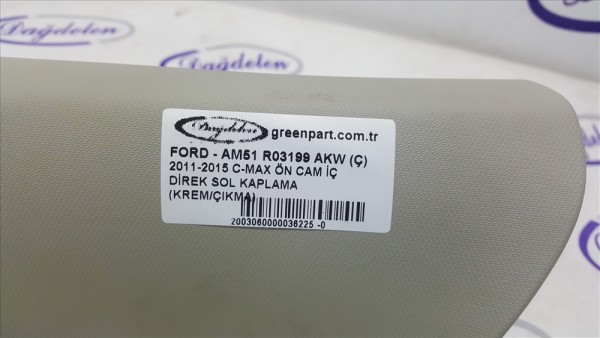 Dağdelen
Dağdelen
Dağdelen
greenpart.com.tr
FORD - AM51 R03199 AKW (Ç)
2011-2015 C-MAX ÖN CAM İÇ
DİREK SOL KAPLAMA
(KREM/ÇIKMA)
2003060000036225 -0